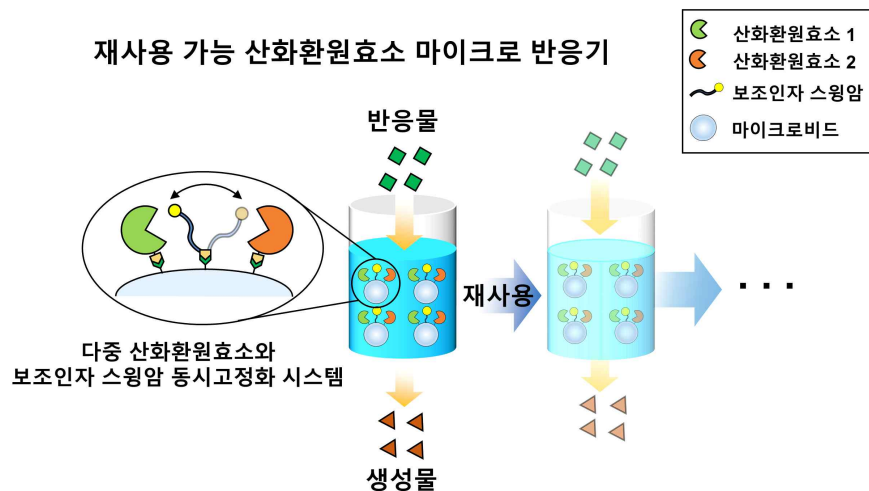 재사용 가능 산화환원효소 마이크로 반응기
산화환원효소 1
산화환원효소 2
보조인자 스윙암
마이크로비드
반응물
재사용
다중 산화환원효소와
보조인자 스윙암 동시고정화 시스템
생성물